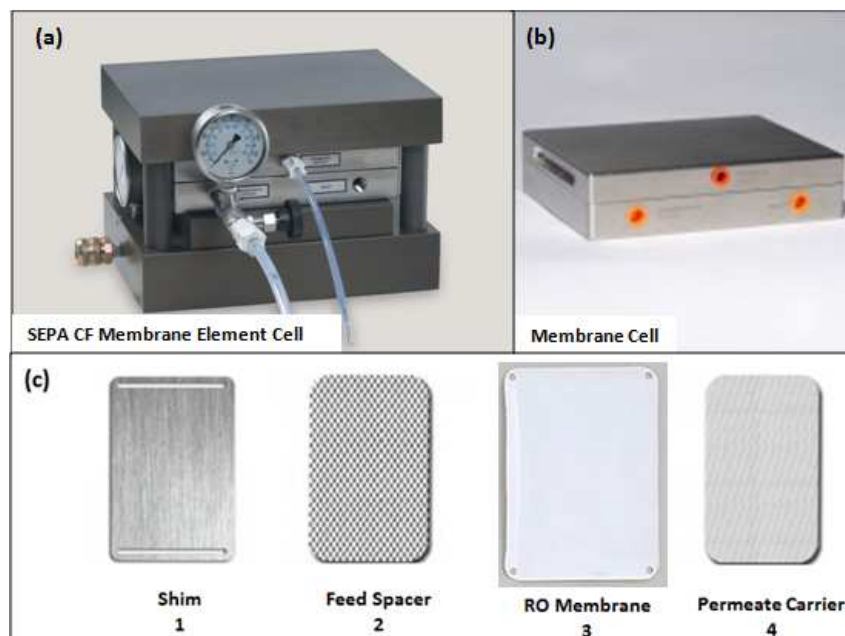 (a)
(b)
SEPA CF Membrane Element Cell
Membrane Cell
(c)
Shim
Feed Spacer
RO Membrane
Permeate Carrier
1
2
3
4